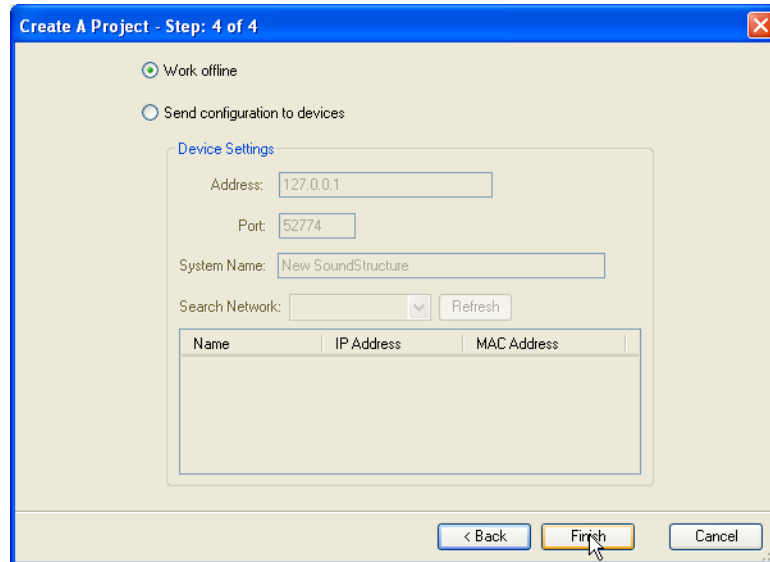 Create A Project - Step: 4 of 4
Work offline
Send configuration to devices
Device Settings
Address: 127.0.0.1
Port: 52774
System Name: New SoundStructure
Search Network: Refresh
Name IP Address MAC Address
< Back Finish Cancel